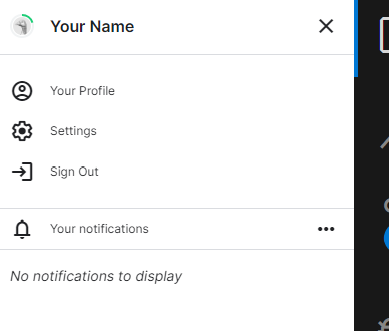 Your Name
Your Profile
Settings
Sign Out
Your notifications
No notifications to display